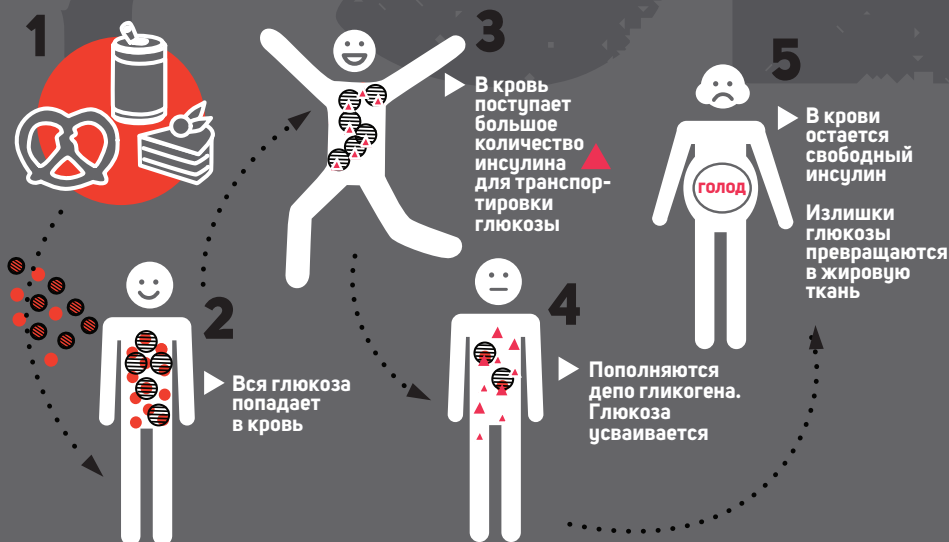 1
2
Вся глюкоза
попадает
в кровь
3
В кровь
поступает
большое
количество
инсулина
для транспор-
тировки
глюкозы
4
Пополняются
депо гликогена.
Глюкоза
усваивается
5
голод
В крови
остается
свободный
инсулин
Излишки
глюкозы
превращаются
в жировую
ткань